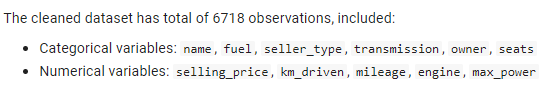 The cleaned dataset has total of 6718 observations, included:
• Categorical variables: name, fuel, seller_type, transmission, owner, seats
• Numerical variables: selling_price, km_driven, mileage, engine, max_power